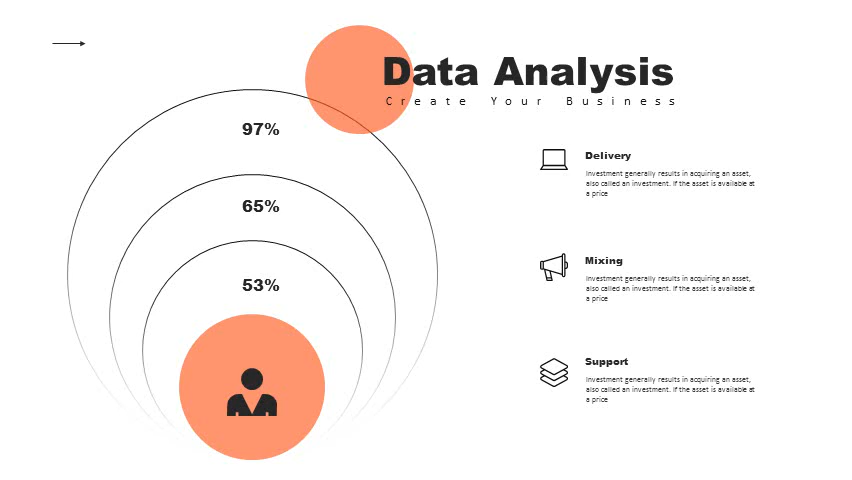 Data Analysis
Create Your Business
97%
65%
53%
Delivery
Investment generally results in acquiring an asset,
also called an investment. If the asset is available at
a price
Mixing
Investment generally results in acquiring an asset,
also called an investment. If the asset is available at
a price
Support
Investment generally results in acquiring an asset,
also called an investment. If the asset is available at
a price